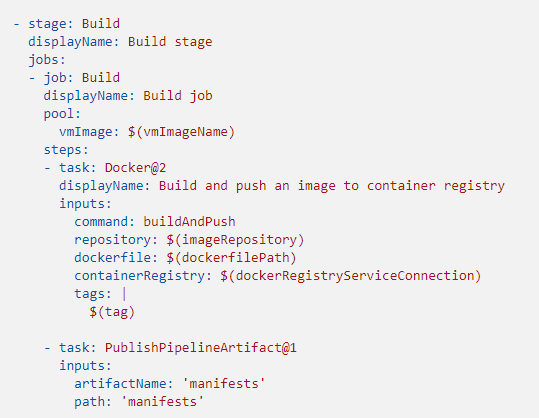 - stage: Build
  displayName: Build stage
  jobs:
  - job: Build
    displayName: Build job
    pool:
      vmImage: $(vmImageName)
    steps:
    - task: Docker@2
      displayName: Build and push an image to container registry
      inputs:
        command: buildAndPush
        repository: $(imageRepository)
        dockerfile: $(dockerfilePath)
        containerRegistry: $(dockerRegistryServiceConnection)
        tags: |
          $(tag)

    - task: PublishPipelineArtifact@1
      inputs:
        artifactName: 'manifests'
        path: 'manifests'